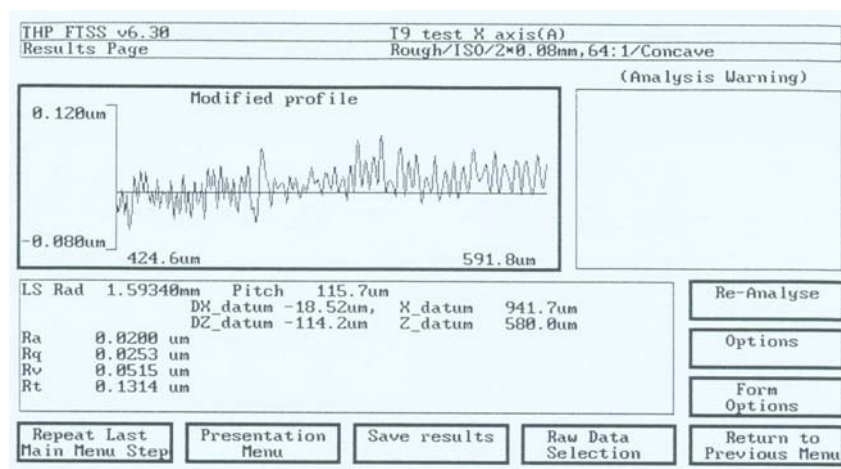 THP FTSS v6.30 T9 test X axis(A)
Results Page Rough/ISO/2*0.08mm,64:1/Concave
(Analysis Warning)
Modified profile
0.120um
-0.080um
424.6um 591.8um
LS Rad 1.59340mm Pitch 115.7um
DX_datum -18.52um, X_datum 941.7um
DZ_datum -114.2um Z_datum 580.0um
Ra 0.0200 um
Rq 0.0253 um
Rv 0.0515 um
Rt 0.1314 um
Re-Analyse
Options
Form
Options
Repeat Last
Main Menu Step
Presentation
Menu
Save results
Raw Data
Selection
Return to
Previous Menu